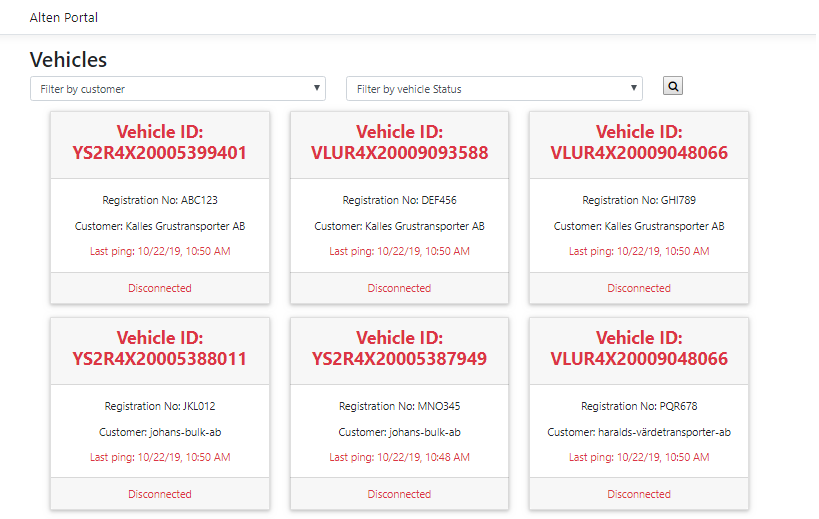 Alten Portal
Vehicles
Filter by customer
Filter by vehicle Status
Vehicle ID:
YS2R4X20005399401
Registration No: ABC123
Customer: Kalles Grustransporter AB
Last ping: 10/22/19, 10:50 AM
Disconnected
Vehicle ID:
VLUR4X20009093588
Registration No: DEF456
Customer: Kalles Grustransporter AB
Last ping: 10/22/19, 10:50 AM
Disconnected
Vehicle ID:
VLUR4X20009048066
Registration No: GHI789
Customer: Kalles Grustransporter AB
Last ping: 10/22/19, 10:50 AM
Disconnected
Vehicle ID:
YS2R4X20005388011
Registration No: JKL012
Customer: johans-bulk-ab
Last ping: 10/22/19, 10:50 AM
Disconnected
Vehicle ID:
YS2R4X20005387949
Registration No: MNO345
Customer: johans-bulk-ab
Last ping: 10/22/19, 10:48 AM
Disconnected
Vehicle ID:
VLUR4X20009048066
Registration No: PQR678
Customer: haralds-värdetransporter-ab
Last ping: 10/22/19, 10:50 AM
Disconnected